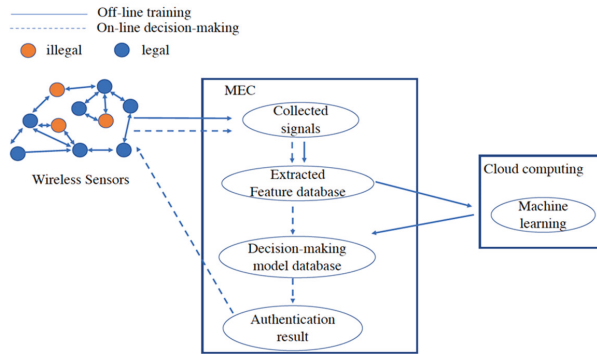 Off-line training
On-line decision-making
illegal
legal
Wireless Sensors
MEC
Collected
signals
Extracted
Feature database
Decision-making
model database
Authentication
result
Cloud computing
Machine
learning